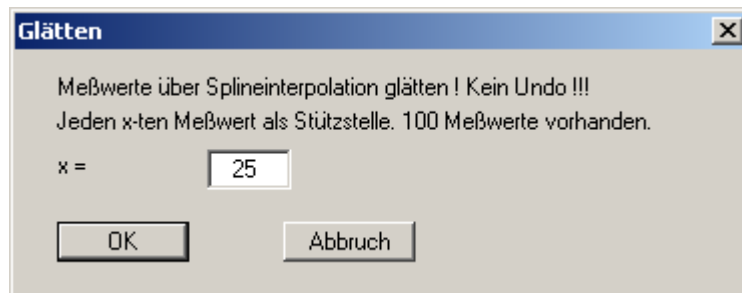 Glätten
Meßwerte über Splineinterpolation glätten ! Kein Undo !!!
Jeden x-ten Meßwert als Stützstelle. 100 Meßwerte vorhanden.
x = 25
OK Abbruch